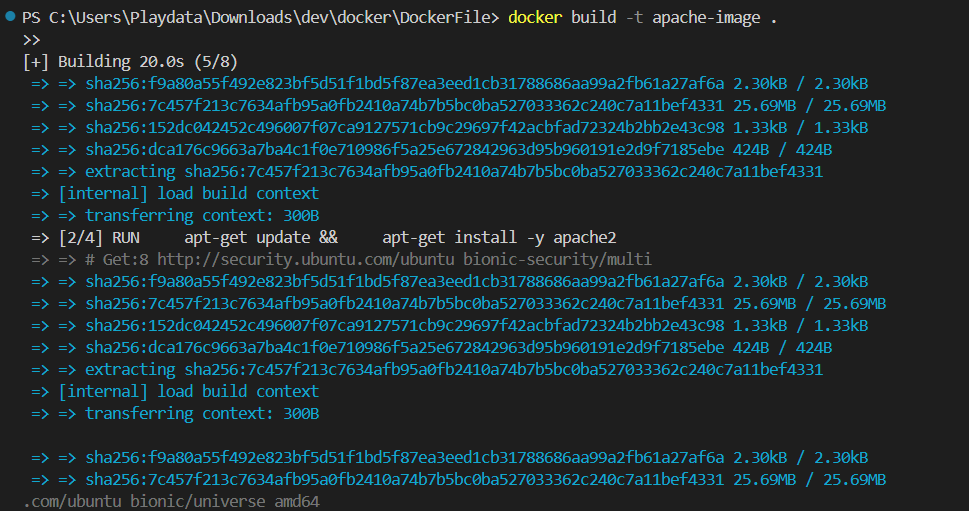 PS C:\Users\Playdata\Downloads\dev\docker\DockerFile> docker build -t apache-image .
>>
[+] Building 20.0s (5/8)
=> => sha256:f9a80a55f492e823bf5d51f1bd5f87ea3eed1cb31788686aa99a2fb61a27af6a 2.30kB / 2.30kB
=> => sha256:7c457f213c7634afb95a0fb2410a74b7b5bc0ba527033362c240c7a11bef4331 25.69MB / 25.69MB
=> => sha256:152dc042452c496007f07ca9127571cb9c29697f42acbfad72324b2bb2e43c98 1.33kB / 1.33kB
=> => sha256:dca176c9663a7ba4c1f0e710986f5a25e672842963d95b960191e2d9f7185ebe 424B / 424B
=> => extracting sha256:7c457f213c7634afb95a0fb2410a74b7b5bc0ba527033362c240c7a11bef4331
=> [internal] load build context
=> => transferring context: 300B
=> [2/4] RUN     apt-get update &&     apt-get install -y apache2
=> => # Get:8 http://security.ubuntu.com/ubuntu bionic-security/multi
=> => sha256:f9a80a55f492e823bf5d51f1bd5f87ea3eed1cb31788686aa99a2fb61a27af6a 2.30kB / 2.30kB
=> => sha256:7c457f213c7634afb95a0fb2410a74b7b5bc0ba527033362c240c7a11bef4331 25.69MB / 25.69MB
=> => sha256:152dc042452c496007f07ca9127571cb9c29697f42acbfad72324b2bb2e43c98 1.33kB / 1.33kB
=> => sha256:dca176c9663a7ba4c1f0e710986f5a25e672842963d95b960191e2d9f7185ebe 424B / 424B
=> => extracting sha256:7c457f213c7634afb95a0fb2410a74b7b5bc0ba527033362c240c7a11bef4331
=> [internal] load build context
=> => transferring context: 300B
=> => sha256:f9a80a55f492e823bf5d51f1bd5f87ea3eed1cb31788686aa99a2fb61a27af6a 2.30kB / 2.30kB
=> => sha256:7c457f213c7634afb95a0fb2410a74b7b5bc0ba527033362c240c7a11bef4331 25.69MB / 25.69MB
.com/ubuntu bionic/universe amd64